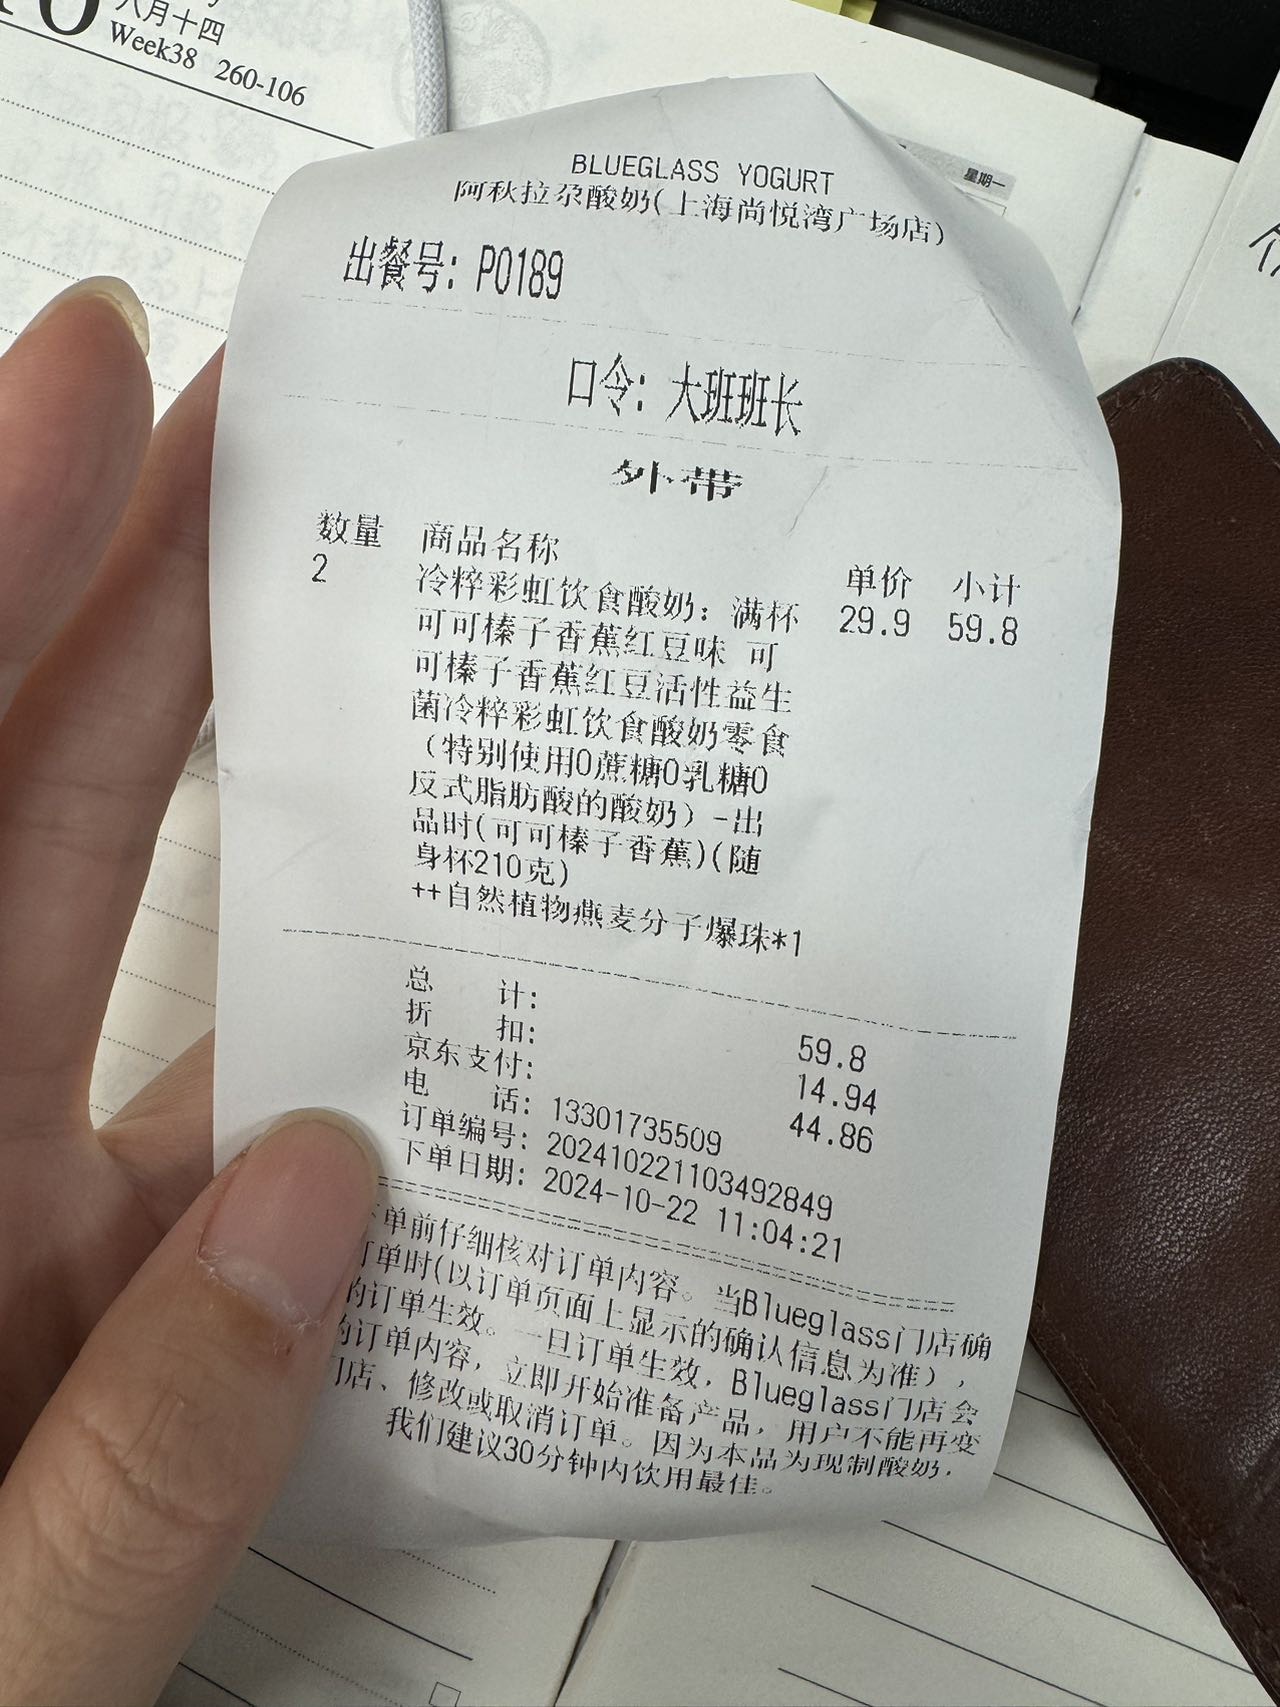 八月十四
Week38 260-106
星期一
BLUEGLASS YOGURT
阿秋拉尕酸奶(上海尚悦湾广场店)
出餐号: P0189
口令: 大班班长
外带
数量 商品名称 单价 小计
2 冷粹彩虹饮食酸奶: 满杯 29.9 59.8
可可榛子香蕉红豆味 可
可榛子香蕉红豆活性益生
菌冷粹彩虹饮食酸奶零食
(特别使用0蔗糖0乳糖0
反式脂肪酸的酸奶) -出
品时(可可榛子香蕉)(随
身杯210克)
++自然植物燕麦分子爆珠*1
总 计: 59.8
折 扣: 14.94
京东支付: 44.86
电 话: 13301735509
订单编号: 202410221103492849
下单日期: 2024-10-22 11:04:21
单前仔细核对订单内容。当Blueglass门店确
订单时(以订单页面上显示的确认信息为准),
的订单生效。一旦订单生效, Blueglass门店会
的订单内容, 立即开始准备产品, 用户不能再变
门店、修改或取消订单。因为本品为现制酸奶,
我们建议30分钟内饮用最佳。